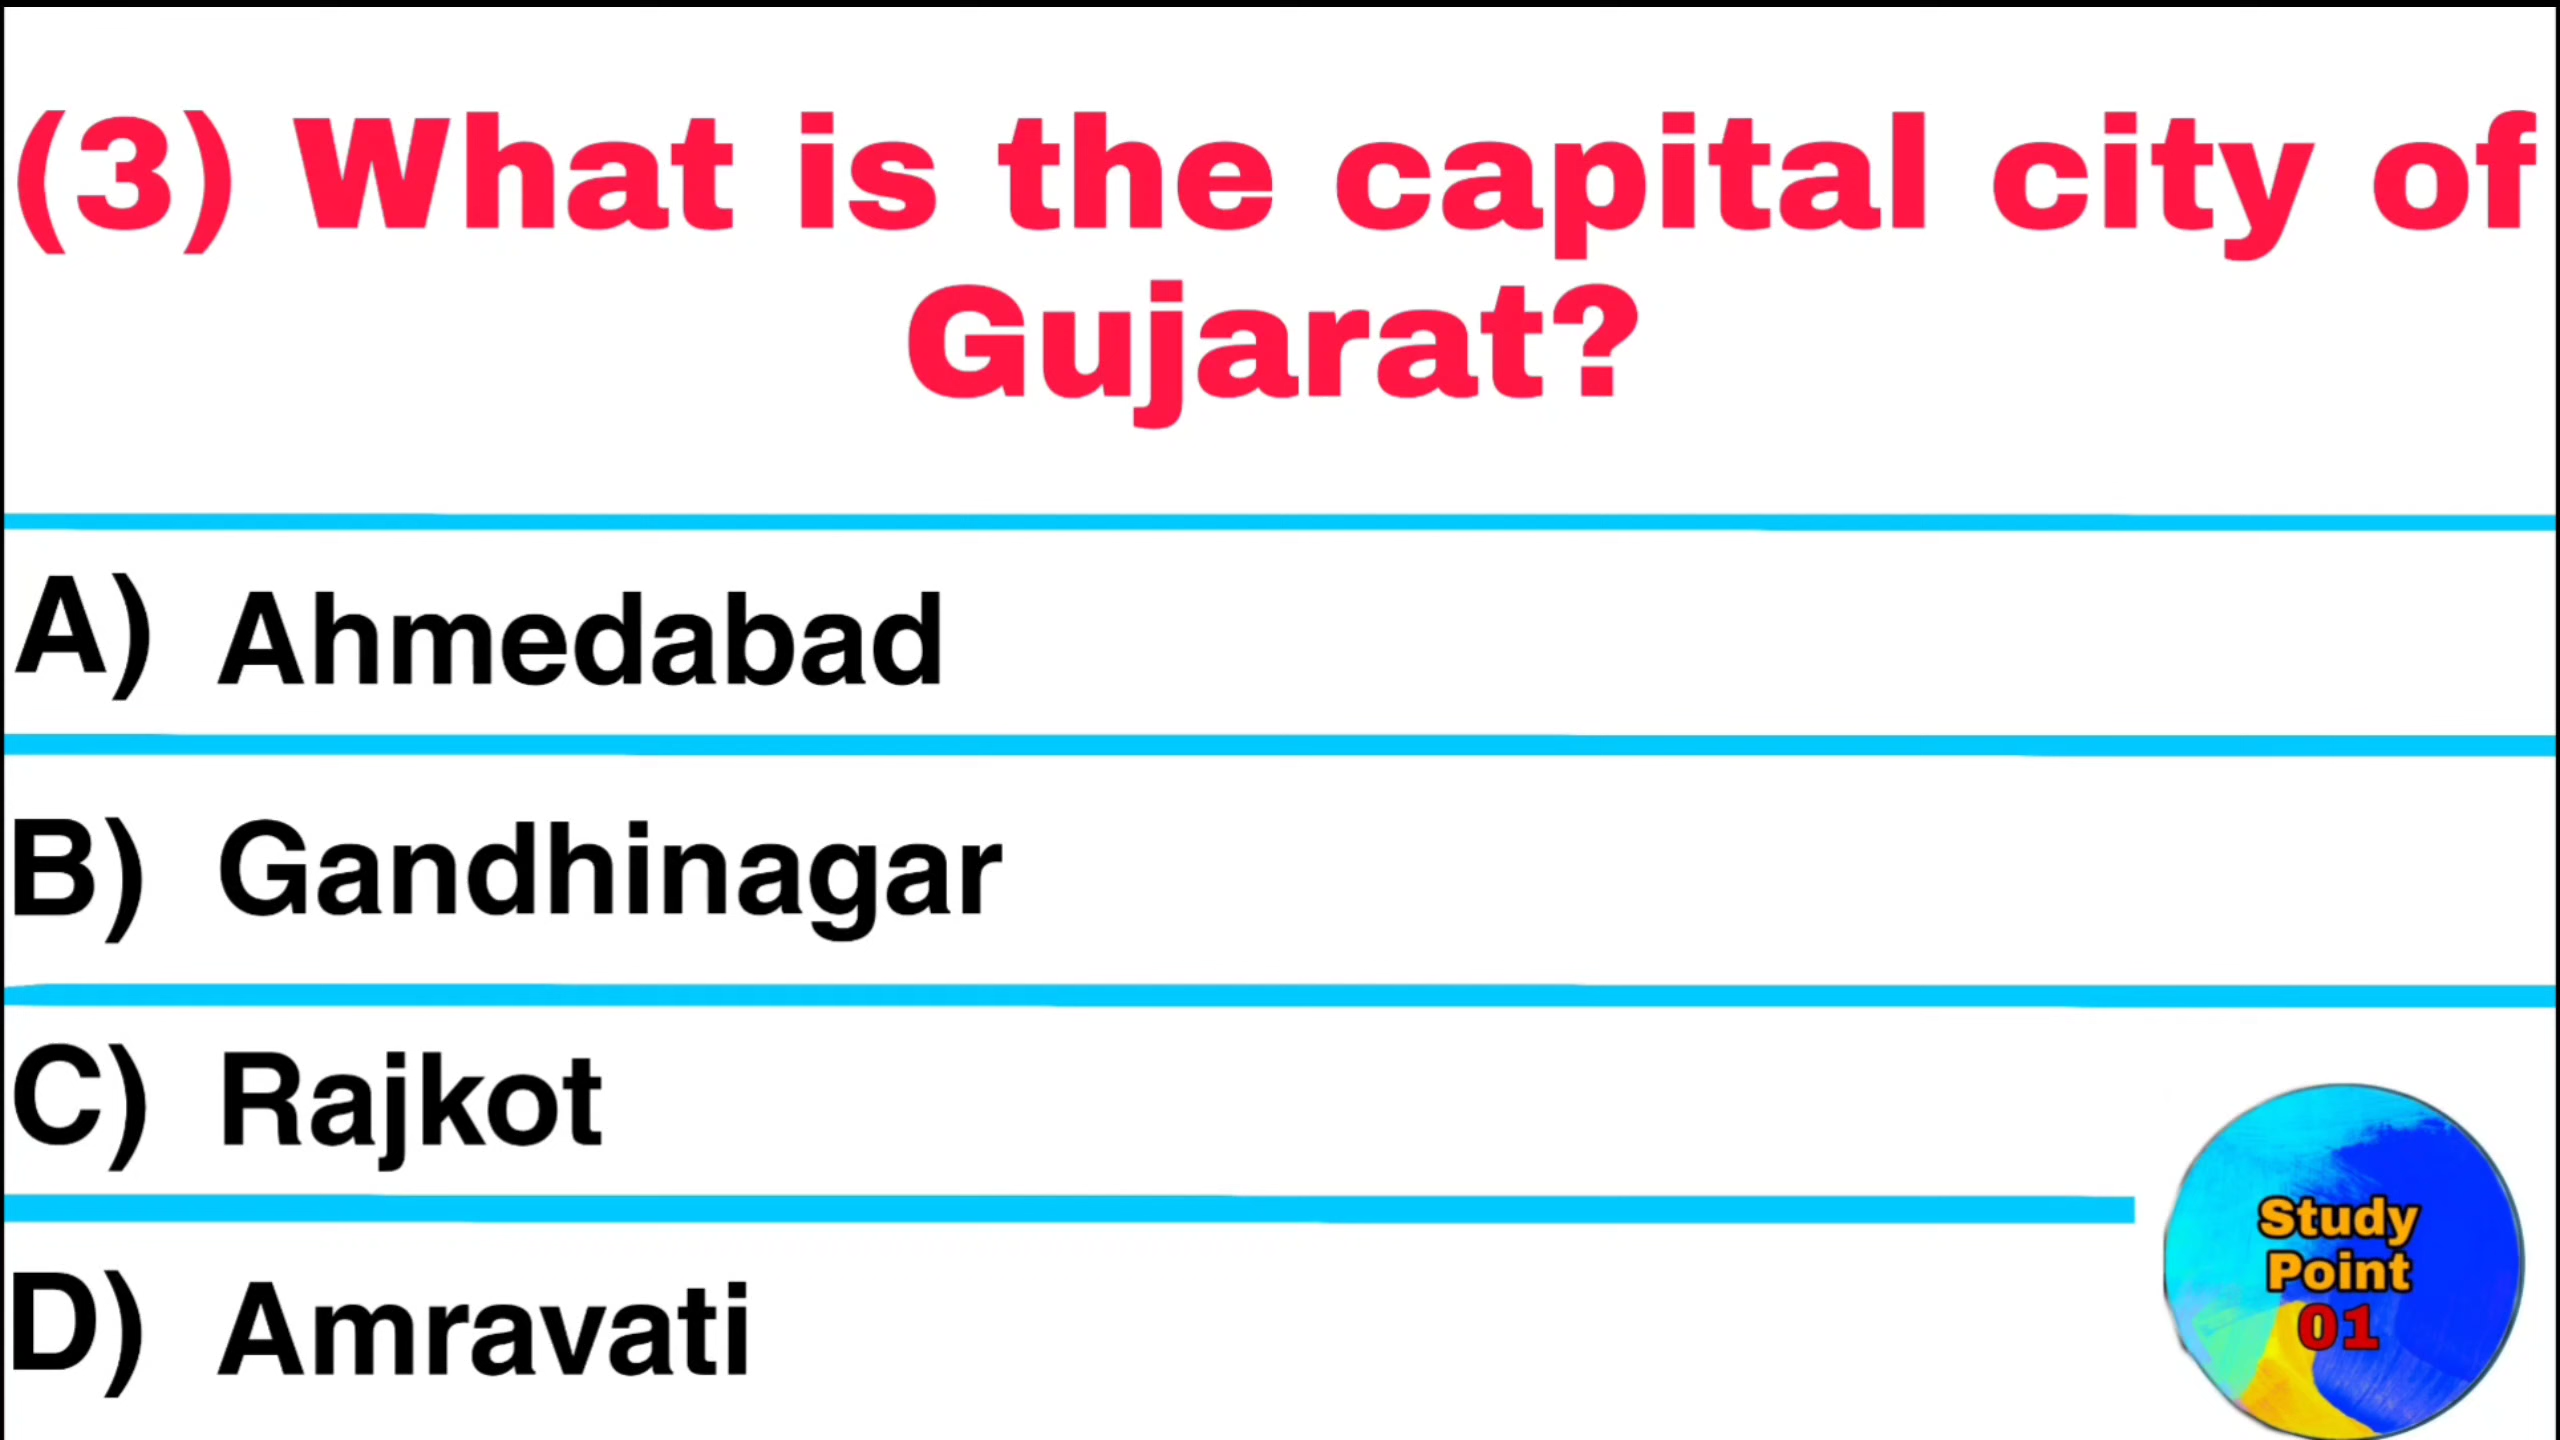 (3) What is the capital city of
Gujarat?
A) Ahmedabad
B) Gandhinagar
C) Rajkot
D) Amravati
Study
Point
01